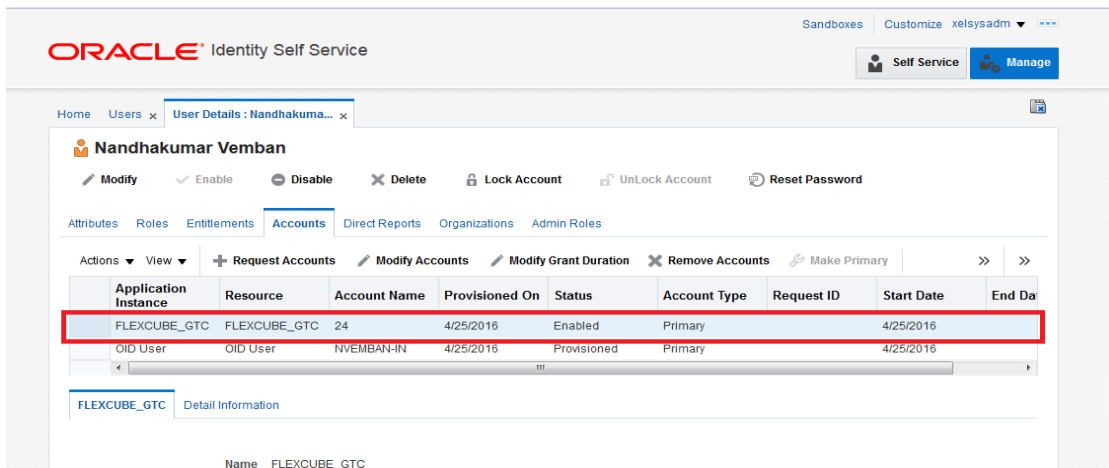 Sandboxes Customize xelsysadm
ORACLE Identity Self Service
Self Service Manage
Home Users x User Details : Nandhakuma... x
Nandhakumar Vemban
Modify Enable Disable Delete Lock Account UnLock Account Reset Password
Attributes Roles Entitlements Accounts Direct Reports Organizations Admin Roles
Actions View Request Accounts Modify Accounts Modify Grant Duration Remove Accounts Make Primary » »
Application Instance Resource Account Name Provisioned On Status Account Type Request ID Start Date End Dat
FLEXCUBE_GTC FLEXCUBE_GTC 24 4/25/2016 Enabled Primary 4/25/2016
OID User OID User NVEMBAN-IN 4/25/2016 Provisioned Primary 4/25/2016
FLEXCUBE_GTC Detail Information
Name FLEXCUBE_GTC